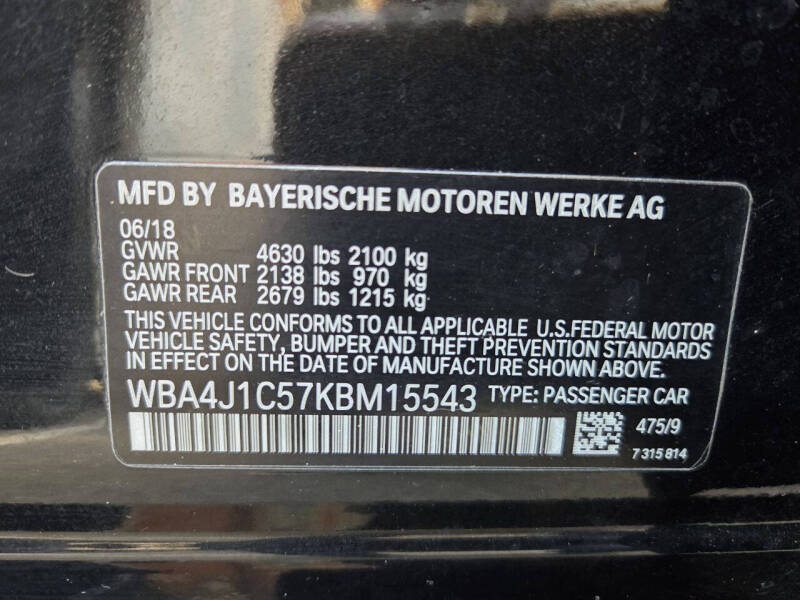 MFD BY BAYERISCHE MOTOREN WERKE AG
06/18
GVWR 4630 lbs 2100 kg
GAWR FRONT 2138 lbs 970 kg
GAWR REAR 2679 lbs 1215 kg
THIS VEHICLE CONFORMS TO ALL APPLICABLE U.S.FEDERAL MOTOR
VEHICLE SAFETY, BUMPER AND THEFT PREVENTION STANDARDS
IN EFFECT ON THE DATE OF MANUFACTURE SHOWN ABOVE.
WBA4J1C57KBM15543 TYPE: PASSENGER CAR
475/9
7 315 814